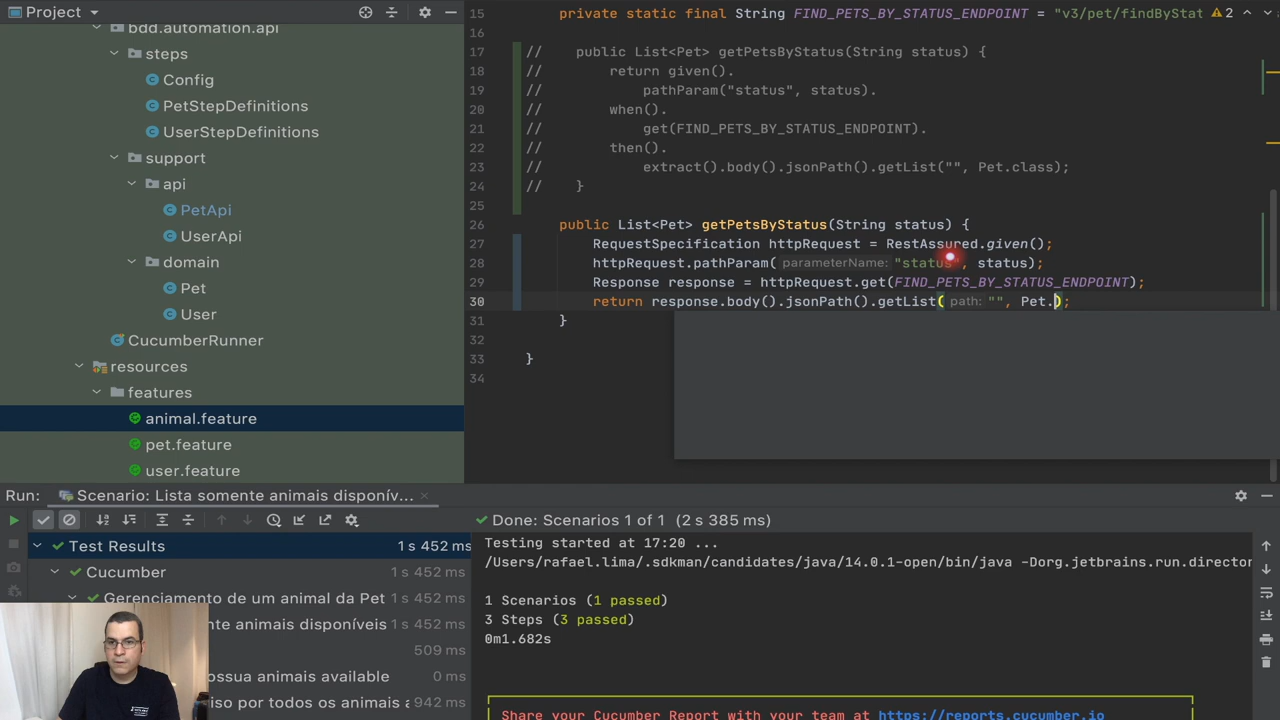 Project
bdd.automation.api
steps
Config
PetStepDefinitions
UserStepDefinitions
support
api
PetApi
UserApi
domain
Pet
User
CucumberRunner
resources
features
animal.feature
pet.feature
user.feature
15 private static final String FIND_PETS_BY_STATUS_ENDPOINT = "v3/pet/findByStat 2
16
17 // public List<Pet> getPetsByStatus(String status) {
18 // return given().
19 // pathParam("status", status).
20 // when().
21 // get(FIND_PETS_BY_STATUS_ENDPOINT).
22 // then().
23 // extract().body().jsonPath().getList("", Pet.class);
24 // }
25
26 public List<Pet> getPetsByStatus(String status) {
27 RequestSpecification httpRequest = RestAssured.given();
28 httpRequest.pathParam( parameterName: "status", status);
29 Response response = httpRequest.get(FIND_PETS_BY_STATUS_ENDPOINT);
30 return response.body().jsonPath().getList( path: "", Pet.);
31 }
32
33 }
34
Run: Scenario: Lista somente animais disponív...
Test Results 1 s 452 ms
Cucumber 1 s 452 ms
Gerenciamento de um animal da Pet 1 s 452 ms
nte animais disponíveis 1 s 452 ms
509 ms
ossua animais available 0 ms
iso por todos os animais a 942 ms
Done: Scenarios 1 of 1 (2 s 385 ms)
Testing started at 17:20 ...
/Users/rafael.lima/.sdkman/candidates/java/14.0.1-open/bin/java -Dorg.jetbrains.run.director
1 Scenarios (1 passed)
3 Steps (3 passed)
0m1.682s
Share your Cucumber Report with your team at https://reports.cucumber.io